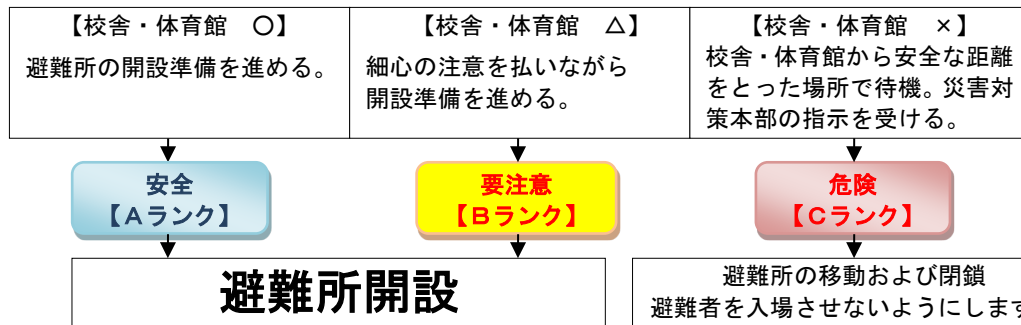 【校舎・体育館　〇】
避難所の開設準備を進める。
【校舎・体育館　△】
細心の注意を払いながら
開設準備を進める。
【校舎・体育館　×】
校舎・体育館から安全な距離
をとった場所で待機。災害対
策本部の指示を受ける。
安全
【Ａランク】
要注意
【Ｂランク】
危険
【Ｃランク】
避難所開設
避難所の移動および閉鎖
避難者を入場させないようにします